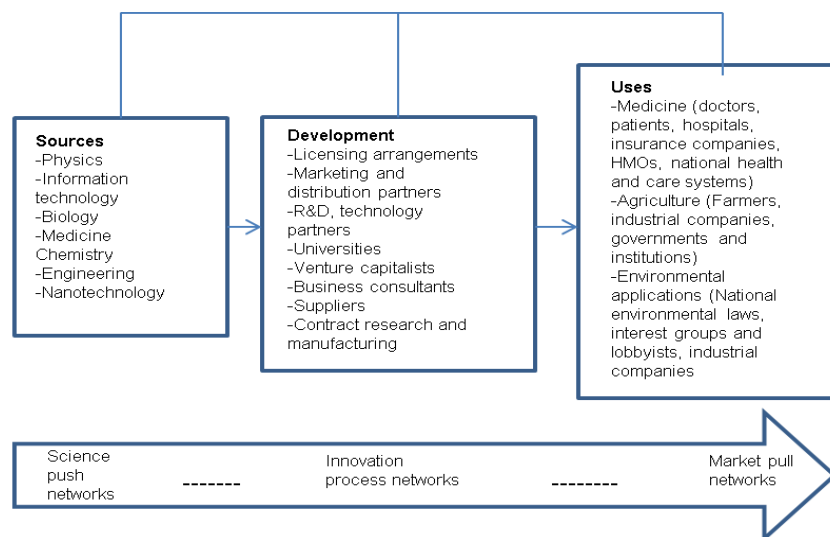 Sources
-Physics
-Information
technology
-Biology
-Medicine
Chemistry
-Engineering
-Nanotechnology
Development
-Licensing arrangements
-Marketing and
distribution partners
-R&D, technology
partners
-Universities
-Venture capitalists
-Business consultants
-Suppliers
-Contract research and
manufacturing
Uses
-Medicine (doctors,
patients, hospitals,
insurance companies,
HMOs, national health
and care systems)
-Agriculture (Farmers,
industrial companies,
governments and
institutions)
-Environmental
applications (National
environmental laws,
interest groups and
lobbyists, industrial
companies
Science
push
networks
-------
Innovation
process networks
--------
Market pull
networks